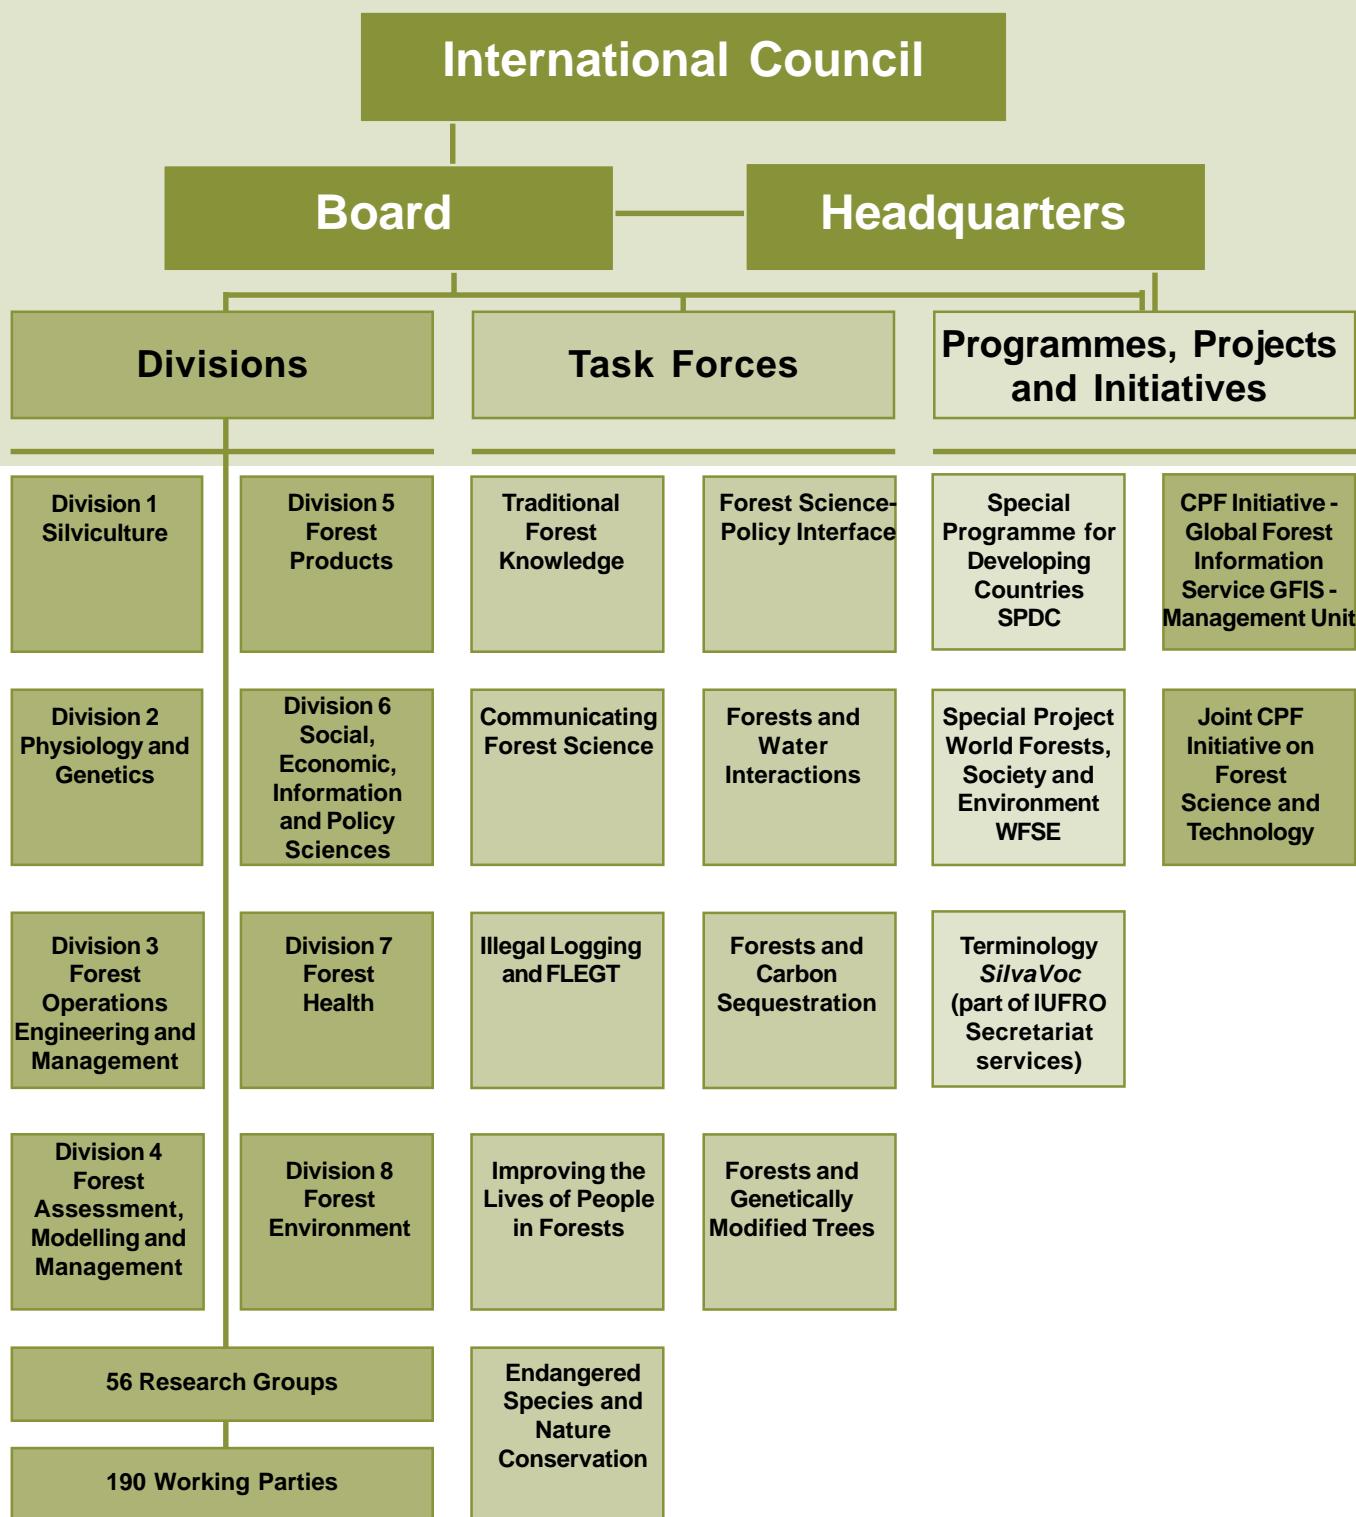 International Council
Board
Headquarters
Divisions
Task Forces
Programmes, Projects
and Initiatives
Division 1
Silviculture
Division 5
Forest
Products
Traditional
Forest
Knowledge
Forest Science-
Policy Interface
Special
Programme for
Developing
Countries
SPDC
CPF Initiative -
Global Forest
Information
Service GFIS -
Management Unit
Division 2
Physiology and
Genetics
Division 6
Social,
Economic,
Information
and Policy
Sciences
Communicating
Forest Science
Forests and
Water
Interactions
Special Project
World Forests,
Society and
Environment
WFSE
Joint CPF
Initiative on
Forest
Science and
Technology
Division 3
Forest
Operations
Engineering and
Management
Division 7
Forest
Health
Illegal Logging
and FLEGT
Forests and
Carbon
Sequestration
Terminology
SilvaVoc
(part of IUFRO
Secretariat
services)
Division 4
Forest
Assessment,
Modelling and
Management
Division 8
Forest
Environment
Improving the
Lives of People
in Forests
Forests and
Genetically
Modified Trees
56 Research Groups
190 Working Parties
Endangered
Species and
Nature
Conservation